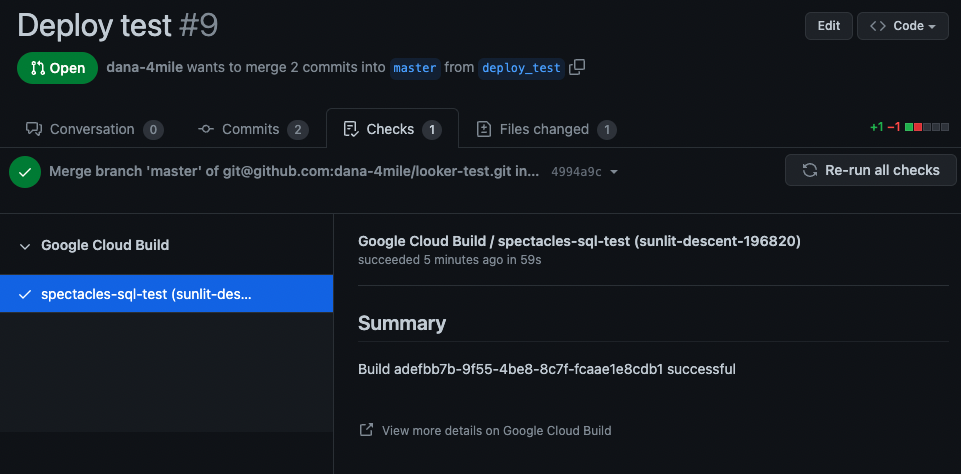 Deploy test #9
Edit
<> Code
Open
dana-4mile wants to merge 2 commits into master from deploy_test
Conversation 0
Commits 2
Checks 1
Files changed 1
+1 −1
Merge branch 'master' of git@github.com:dana-4mile/looker-test.git in... 4994a9c
Re-run all checks
Google Cloud Build
spectacles-sql-test (sunlit-des...
Google Cloud Build / spectacles-sql-test (sunlit-descent-196820)
succeeded 5 minutes ago in 59s
Summary
Build adefbb7b-9f55-4be8-8c7f-fcaae1e8cdb1 successful
View more details on Google Cloud Build